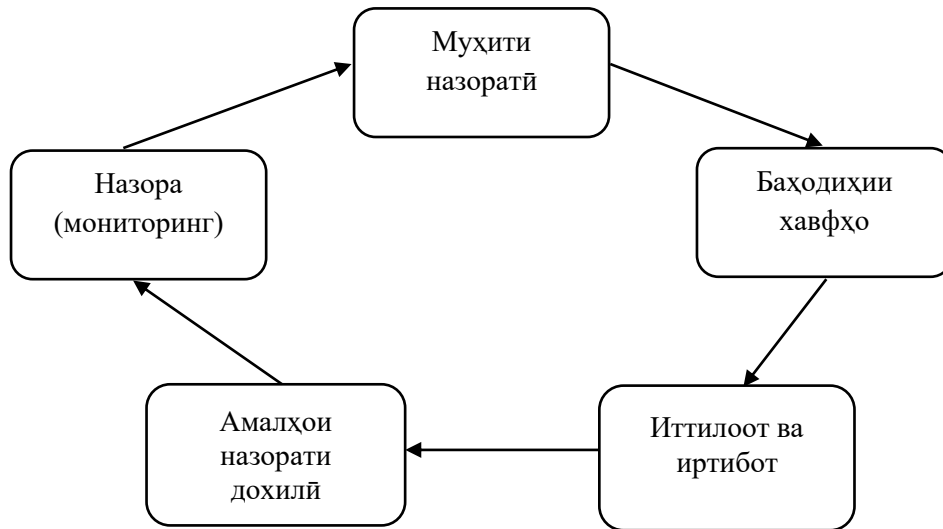 Муҳити
назоратӣ
Баҳодиҳии
хавфҳо
Иттилоот ва
иртибот
Амалҳои
назорати
дохилӣ
Назора
(мониторинг)